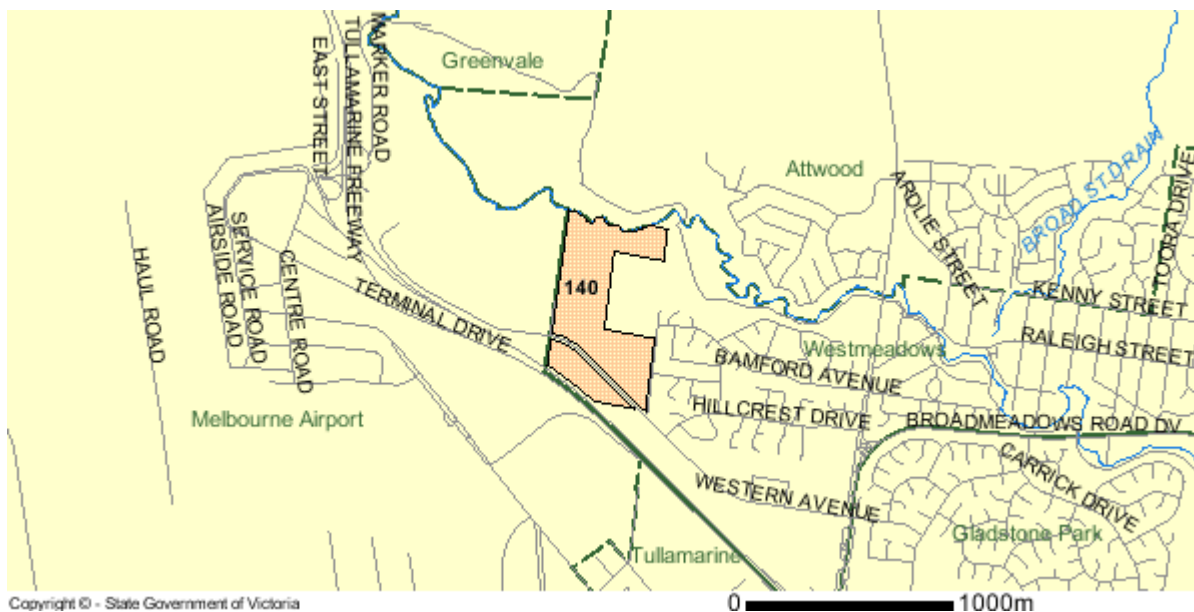 Greenvale
MARKER ROAD
TULLAMARINE FREEWAY
EAST STREET
Attwood
ARDLIE STREET
BROAD ST DRAIN
TOORA DRIVE
HAUL ROAD
AIRSIDE ROAD
SERVICE ROAD
CENTRE ROAD
TERMINAL DRIVE
140
KENNY STREET
RALEIGH STREET
Westmeadows
BAMFORD AVENUE
HILLCREST DRIVE
BROADMEADOWS ROAD DV
Melbourne Airport
CARRICK DRIVE
WESTERN AVENUE
Gladstone Park
Tullamarine
Copyright © - State Government of Victoria
0 1000m